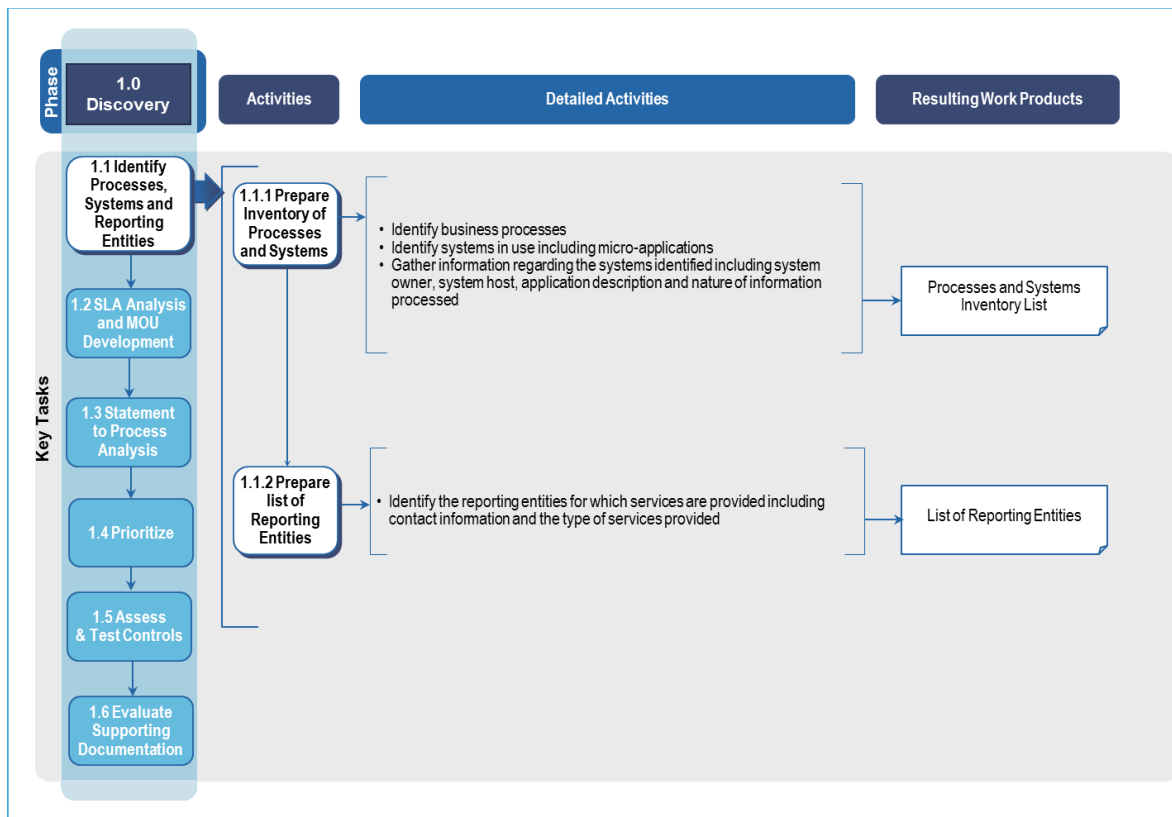 Phase
1.0
Discovery
Activities
Detailed Activities
Resulting Work Products
Key Tasks
1.1 Identify
Processes,
Systems and
Reporting
Entities
1.2 SLA Analysis
and MOU
Development
1.3 Statement
to Process
Analysis
1.4 Prioritize
1.5 Assess
& Test Controls
1.6 Evaluate
Supporting
Documentation
1.1.1 Prepare
Inventory of
Processes
and Systems
• Identify business processes
• Identify systems in use including micro-applications
• Gather information regarding the systems identified including system
owner, system host, application description and nature of information
processed
Processes and Systems
Inventory List
1.1.2 Prepare
list of
Reporting
Entities
• Identify the reporting entities for which services are provided including
contact information and the type of services provided
List of Reporting Entities